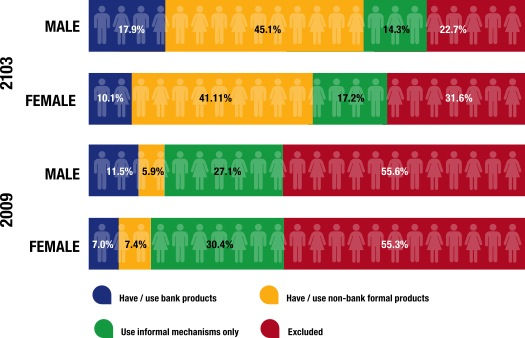 2103
MALE
17.9% 45.1% 14.3% 22.7%
FEMALE
10.1% 41.11% 17.2% 31.6%
2009
MALE
11.5% 5.9% 27.1% 55.6%
FEMALE
7.0% 7.4% 30.4% 55.3%
Have / use bank products
Have / use non-bank formal products
Use informal mechanisms only
Excluded